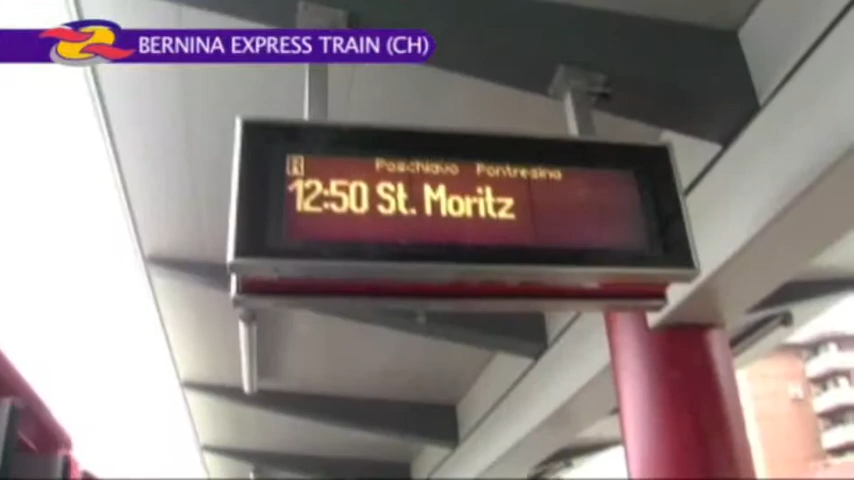 BERNINA EXPRESS TRAIN (CH)
R Poschiavo Pontresina
12:50 St. Moritz